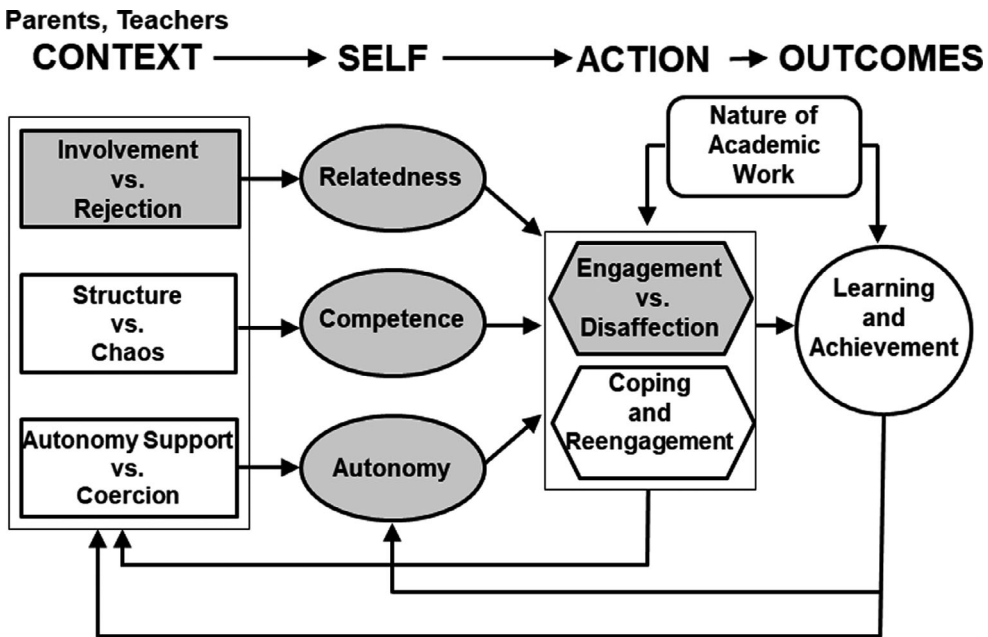 Parents, Teachers
CONTEXT
SELF
ACTION
OUTCOMES
Involvement
vs.
Rejection
Structure
vs.
Chaos
Autonomy Support
vs.
Coercion
Relatedness
Competence
Autonomy
Engagement
vs.
Disaffection
Coping
and
Reengagement
Nature of
Academic
Work
Learning
and
Achievement